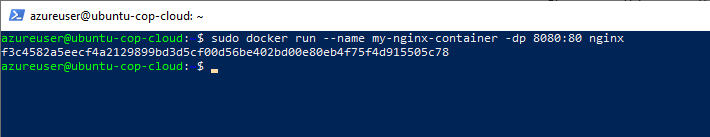 azureuser@ubuntu-cop-cloud: ~
azureuser@ubuntu-cop-cloud: $ sudo docker run --name my-nginx-container -dp 8080:80 nginx
f3c4582a5eecf4a2129899bd3d5cf00d56be402bd00e80eb4f75f4d915505c78
azureuser@ubuntu-cop-cloud: $